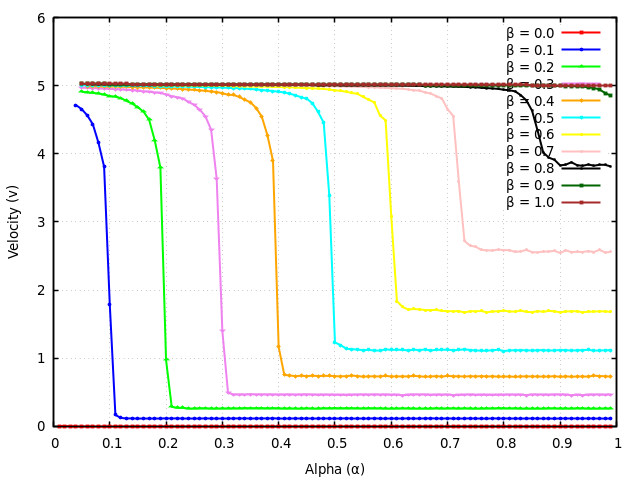 6
5
4
3
2
1
0
Velocity (v)
0
0.1
0.2
0.3
0.4
0.5
0.6
0.7
0.8
0.9
1
Alpha (α)
β = 0.0
β = 0.1
β = 0.2
β = 0.3
β = 0.4
β = 0.5
β = 0.6
β = 0.7
β = 0.8
β = 0.9
β = 1.0